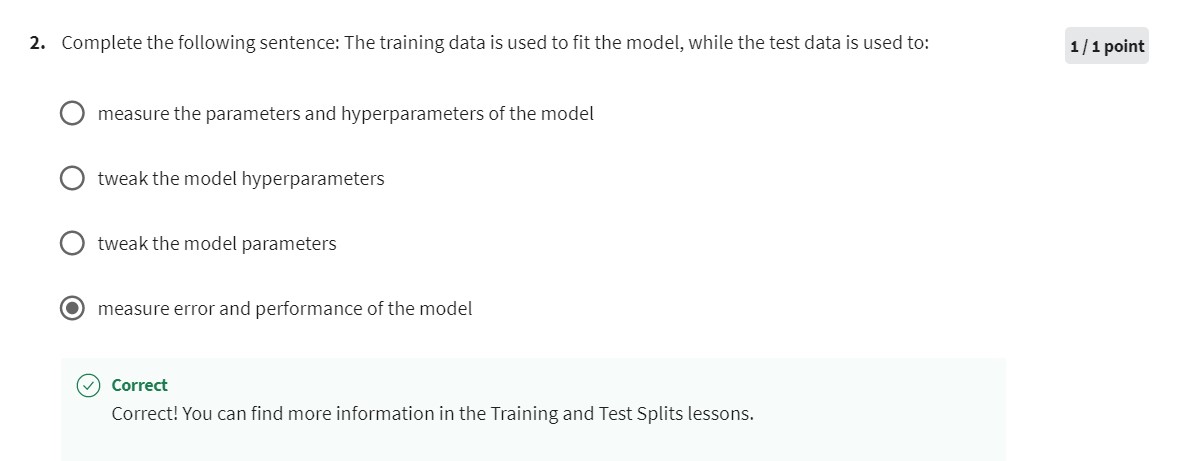 2. Complete the following sentence: The training data is used to fit the model, while the test data is used to:
1 / 1 point
measure the parameters and hyperparameters of the model
tweak the model hyperparameters
tweak the model parameters
measure error and performance of the model
Correct
Correct! You can find more information in the Training and Test Splits lessons.